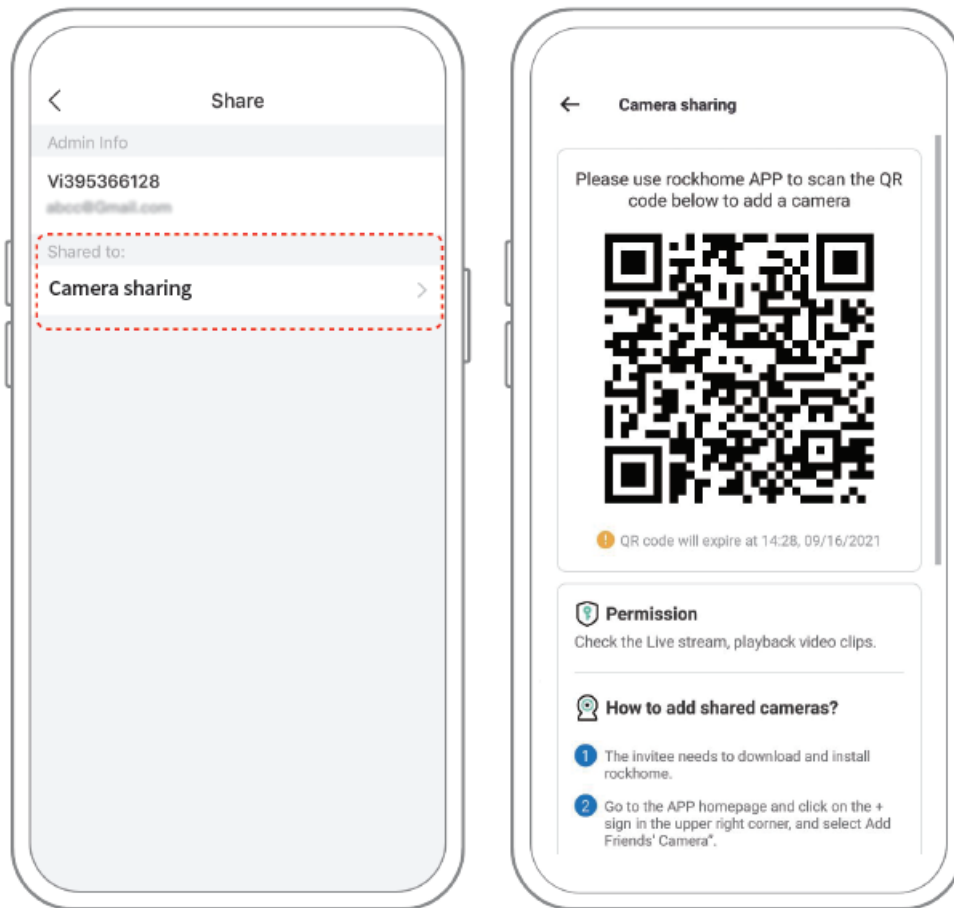 Share
Admin Info
Vi395366128
abcc@Gmail.com
Shared to:
Camera sharing
Camera sharing
Please use rockhome APP to scan the QR
code below to add a camera
QR code will expire at 14:28, 09/16/2021
Permission
Check the Live stream, playback video clips.
How to add shared cameras?
1 The invitee needs to download and install
rockhome.
2 Go to the APP homepage and click on the +
sign in the upper right corner, and select Add
Friends' Camera".